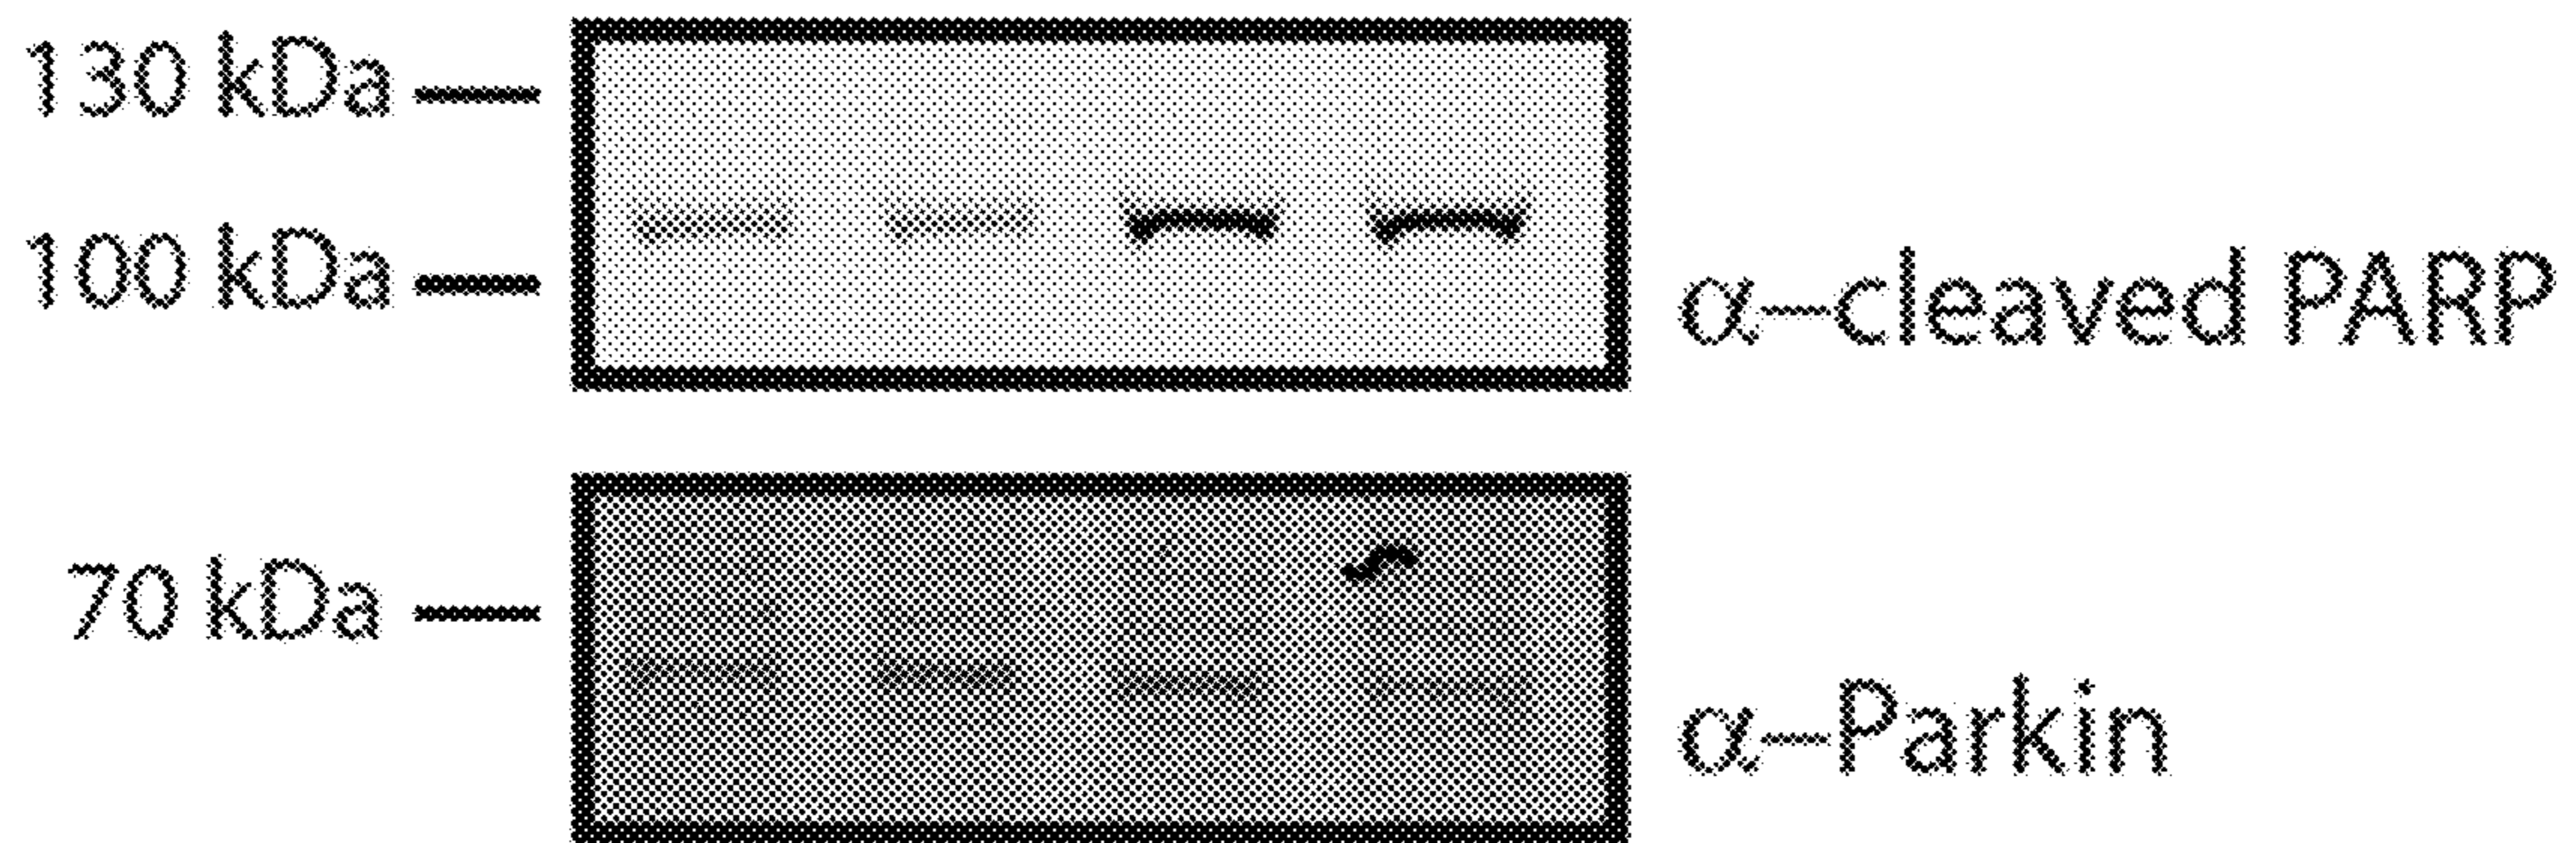 130 kDa
100 kDa
α–cleaved PARP
70 kDa
α–Parkin